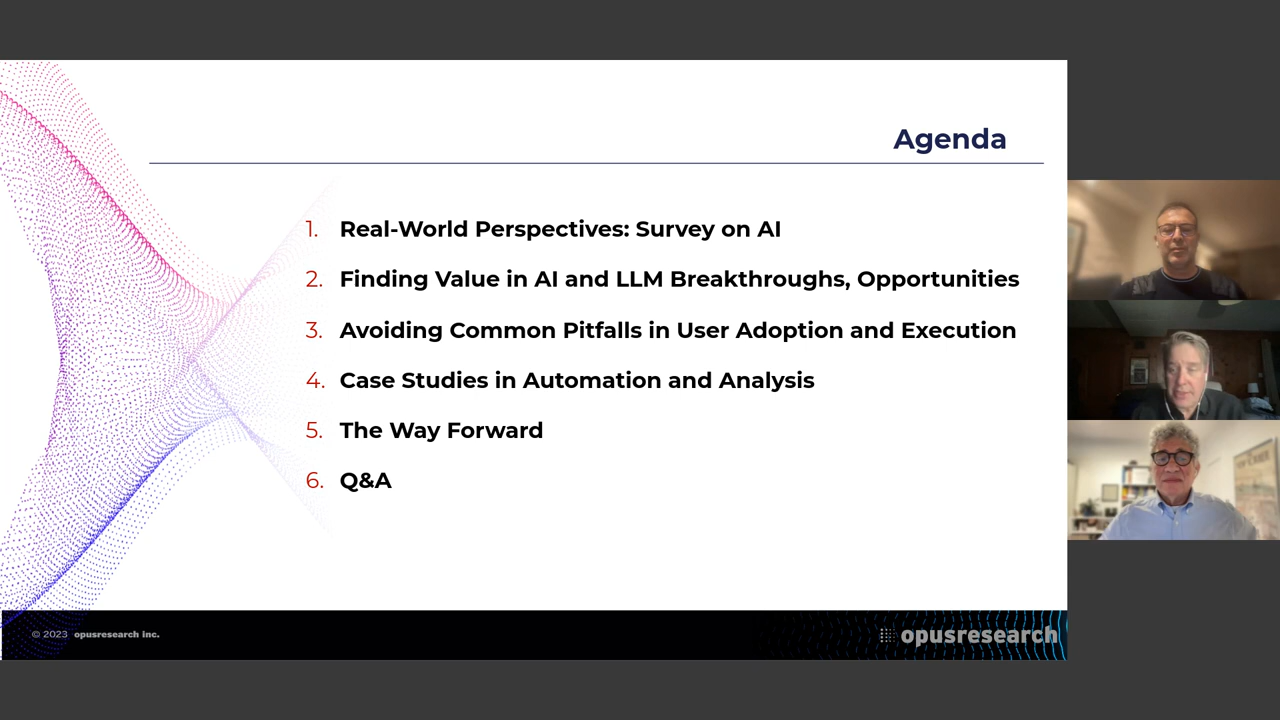 Agenda
1. Real-World Perspectives: Survey on AI
2. Finding Value in AI and LLM Breakthroughs, Opportunities
3. Avoiding Common Pitfalls in User Adoption and Execution
4. Case Studies in Automation and Analysis
5. The Way Forward
6. Q&A
© 2023 opusresearch inc.
opusresearch